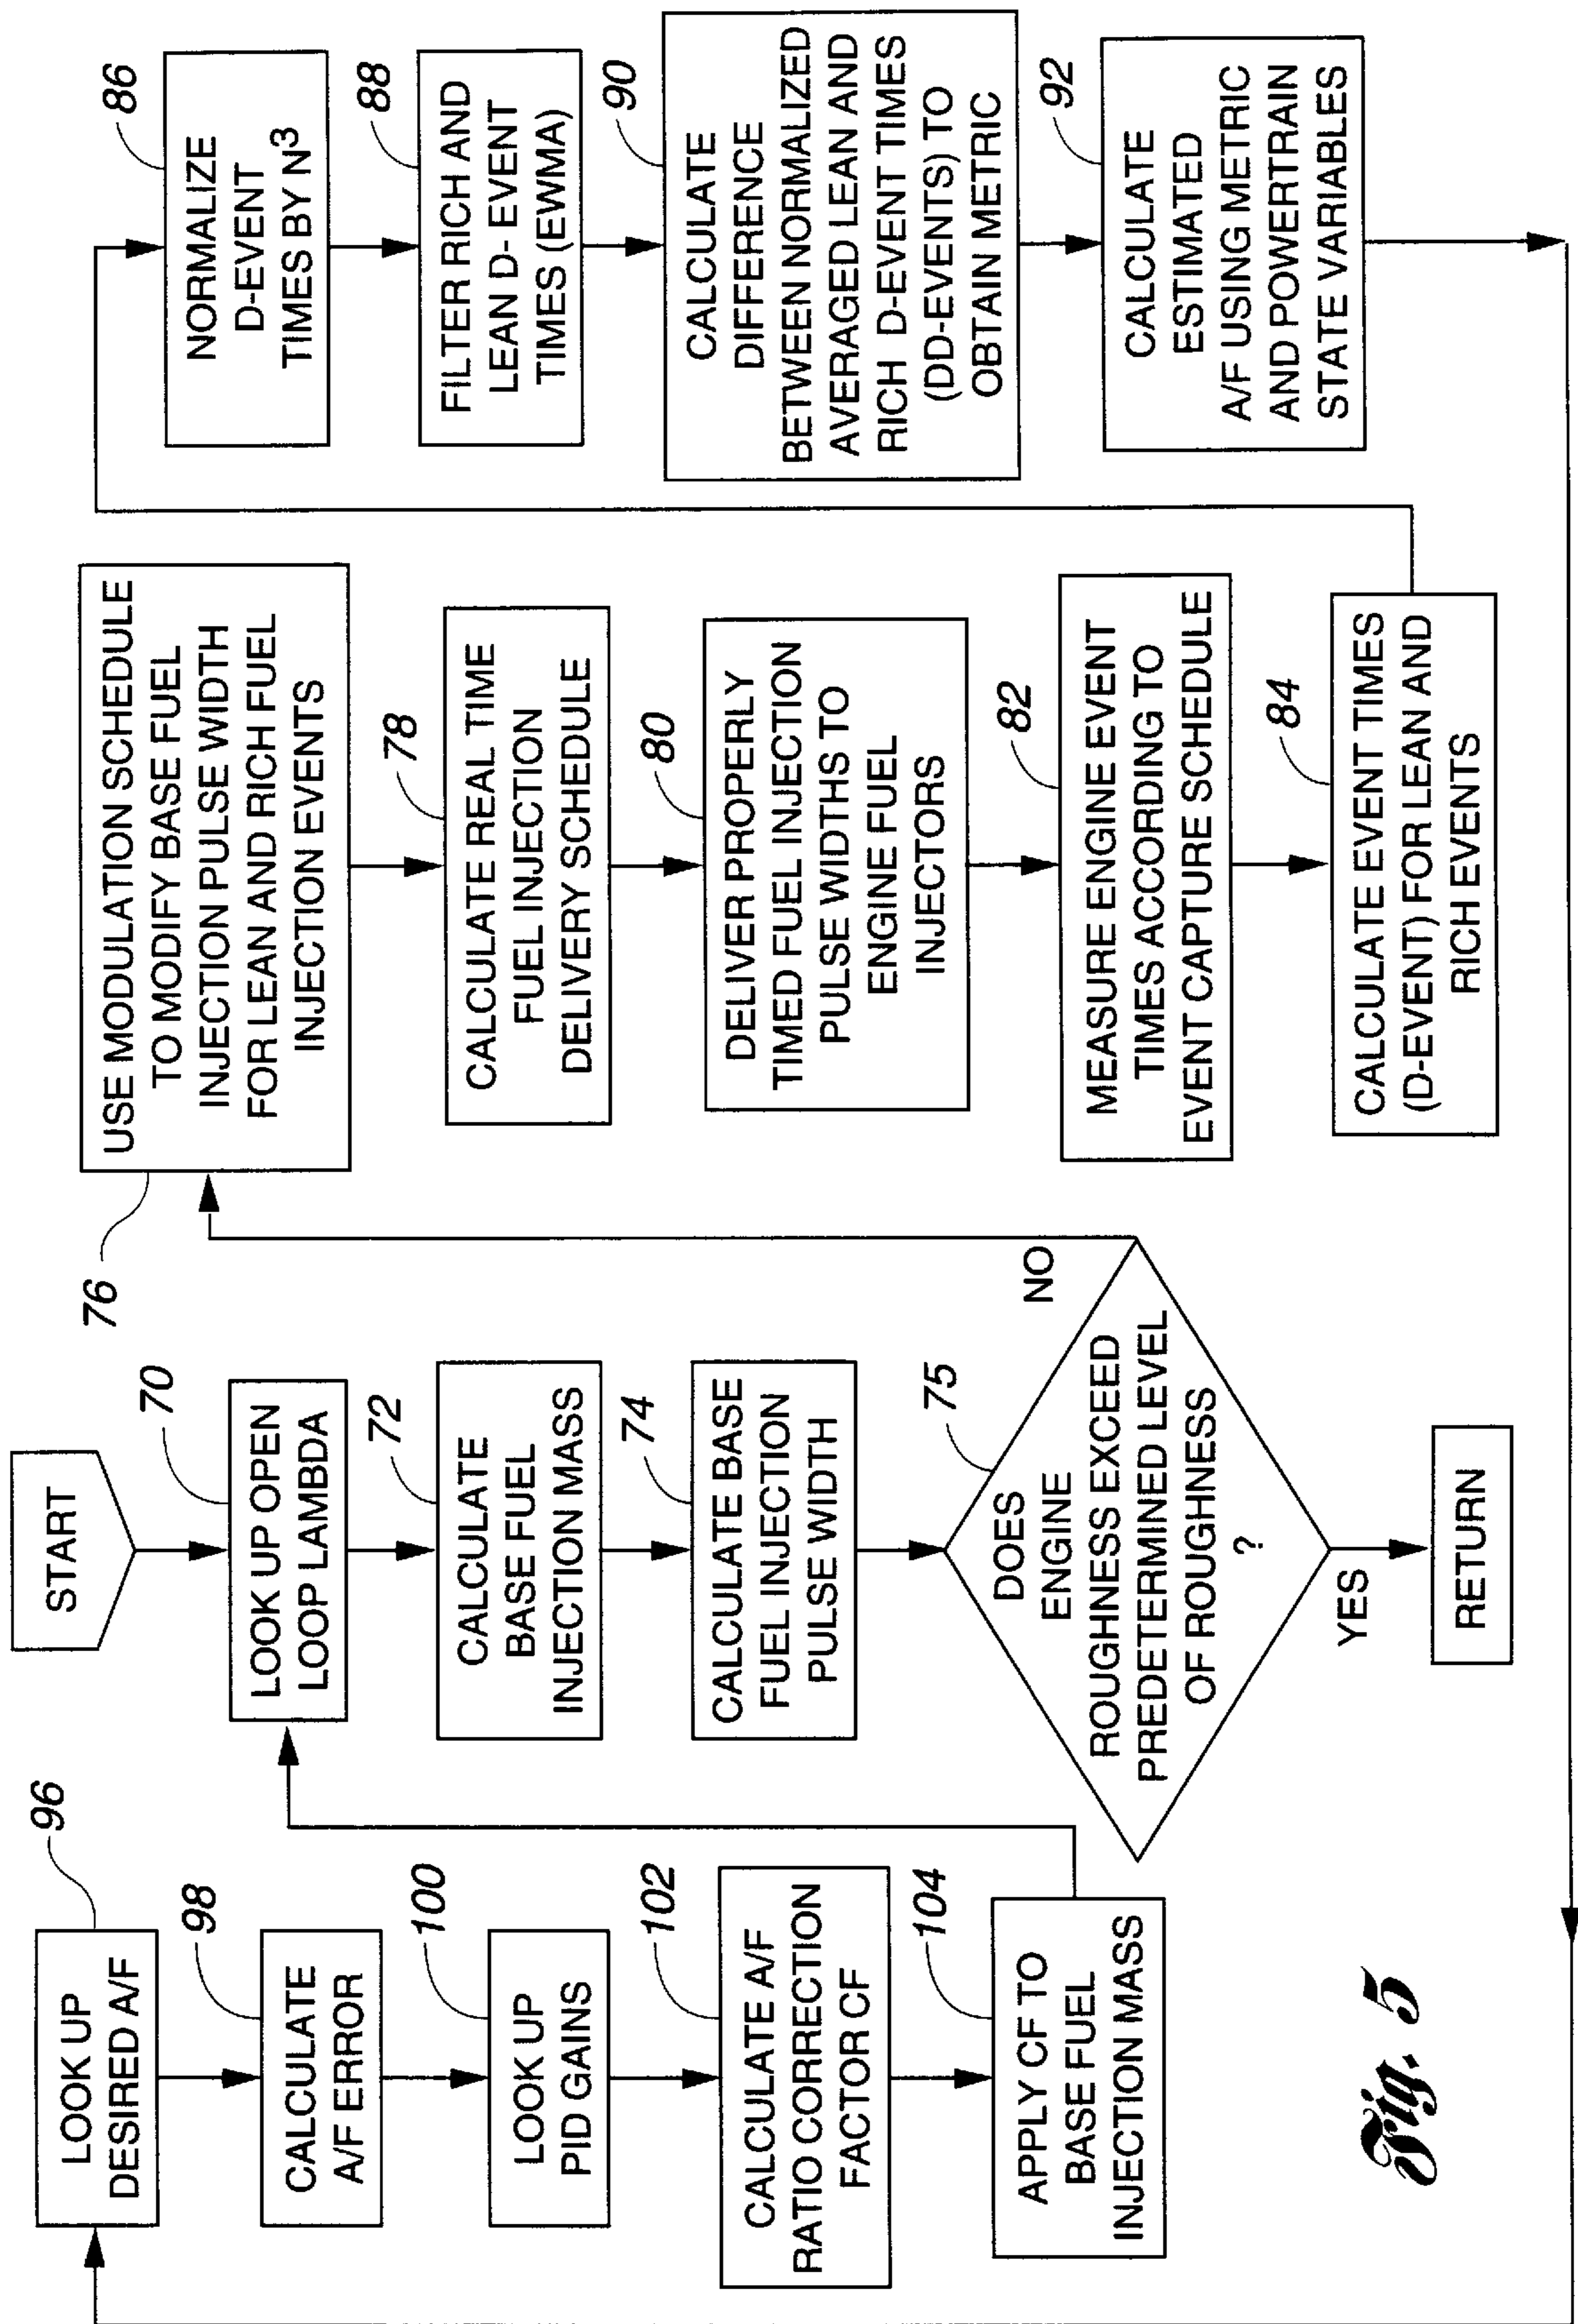 96
LOOK UP
DESIRED A/F
98
CALCULATE
A/F ERROR
100
LOOK UP
PID GAINS
102
CALCULATE A/F
RATIO CORRECTION
FACTOR CF
104
APPLY CF TO
BASE FUEL
INJECTION MASS
START
70
LOOK UP OPEN
LOOP LAMBDA
72
CALCULATE
BASE FUEL
INJECTION MASS
74
CALCULATE BASE
FUEL INJECTION
PULSE WIDTH
75
DOES
ENGINE
ROUGHNESS EXCEED
PREDETERMINED LEVEL
OF ROUGHNESS
?
NO
YES
RETURN
76
USE MODULATION SCHEDULE
TO MODIFY BASE FUEL
INJECTION PULSE WIDTH
FOR LEAN AND RICH FUEL
INJECTION EVENTS
78
CALCULATE REAL TIME
FUEL INJECTION
DELIVERY SCHEDULE
80
DELIVER PROPERLY
TIMED FUEL INJECTION
PULSE WIDTHS TO
ENGINE FUEL
INJECTORS
82
MEASURE ENGINE EVENT
TIMES ACCORDING TO
EVENT CAPTURE SCHEDULE
84
CALCULATE EVENT TIMES
(D-EVENT) FOR LEAN AND
RICH EVENTS
86
NORMALIZE
D-EVENT
TIMES BY N³
88
FILTER RICH AND
LEAN D- EVENT
TIMES (EWMA)
90
CALCULATE
DIFFERENCE
BETWEEN NORMALIZED
AVERAGED LEAN AND
RICH D-EVENT TIMES
(DD-EVENTS) TO
OBTAIN METRIC
92
CALCULATE
ESTIMATED
A/F USING METRIC
AND POWERTRAIN
STATE VARIABLES
Fig. 5